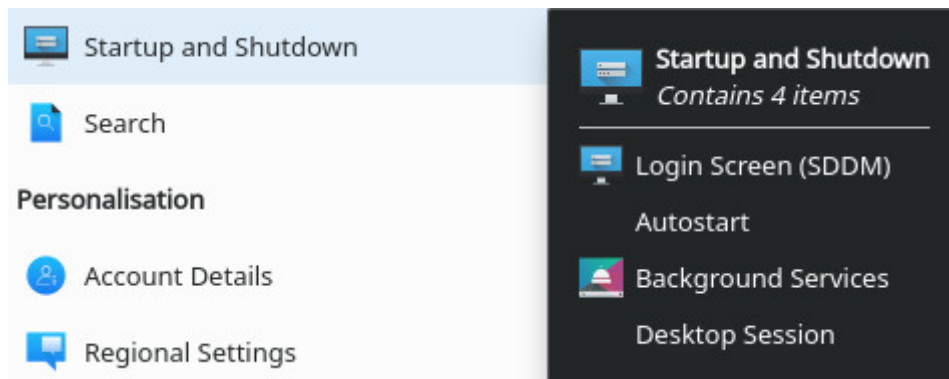 Startup and Shutdown
Search
Personalisation
Account Details
Regional Settings
Startup and Shutdown
Contains 4 items
Login Screen (SDDM)
Autostart
Background Services
Desktop Session